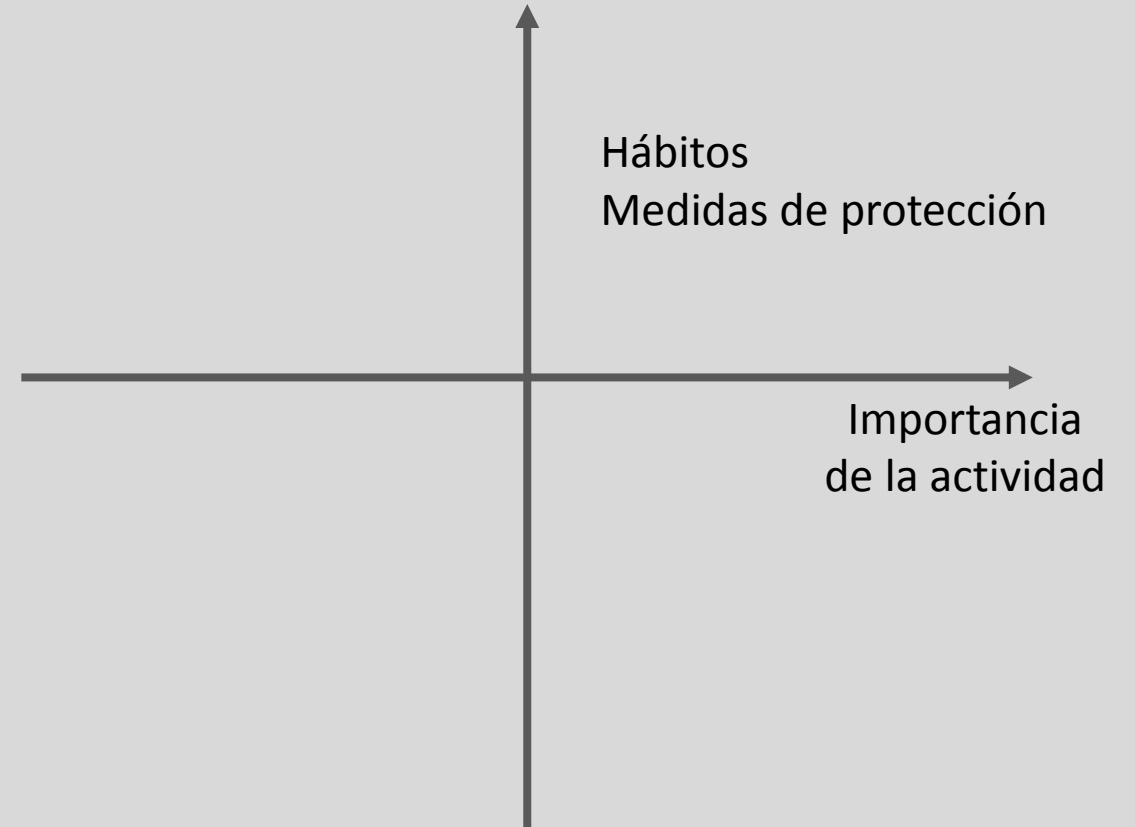 Hábitos
Medidas de protección
Importancia
de la actividad